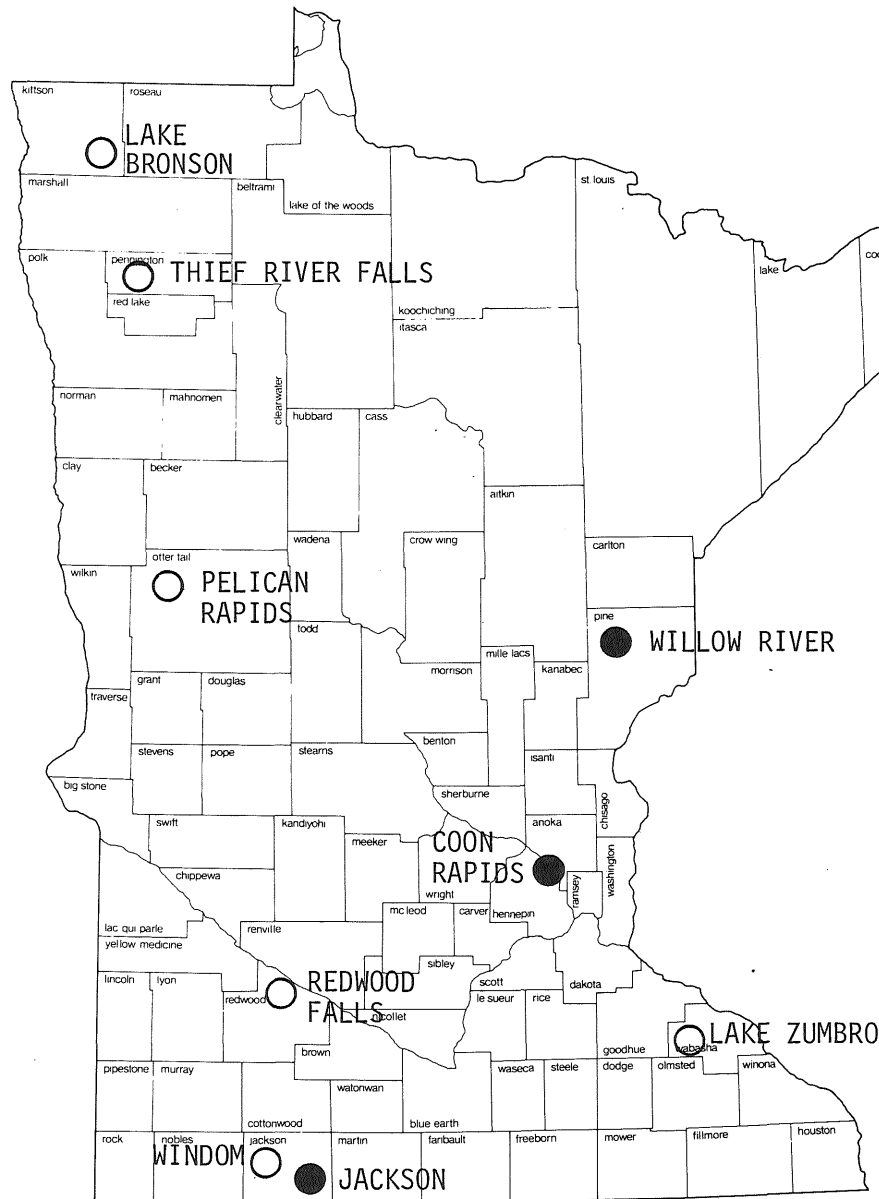 kittson
roseau
LAKE
BRONSON
marshall
beltrami
lake of the woods
st. louis
polk
pennington
THIEF RIVER FALLS
red lake
koochiching
itasca
lake
norman
mahnomen
clearwater
hubbard
cass
clay
becker
aitkin
wadena
crow wing
carlton
otter tail
wilkin
PELICAN
RAPIDS
pine
WILLOW RIVER
todd
mille lacs
kanabec
morrison
grant
douglas
traverse
benton
stevens
pope
stearns
isanti
big stone
sherburne
chisago
swift
kandiyohi
anoka
meeker
COON
RAPIDS
washington
chippewa
ramsey
wright
mc leod
carver
hennepin
lac qui parle
renville
yellow medicine
sibley
lincoln
lyon
REDWOOD
FALLS
scott
dakota
redwood
le sueur
rice
nicollet
LAKE ZUMBRO
goodhue
wabasha
brown
pipestone
murray
waseca
steele
dodge
olmsted
winona
watonwan
cottonwood
blue earth
rock
nobles
jackson
martin
faribault
freeborn
mower
fillmore
houston
WINDOM
JACKSON